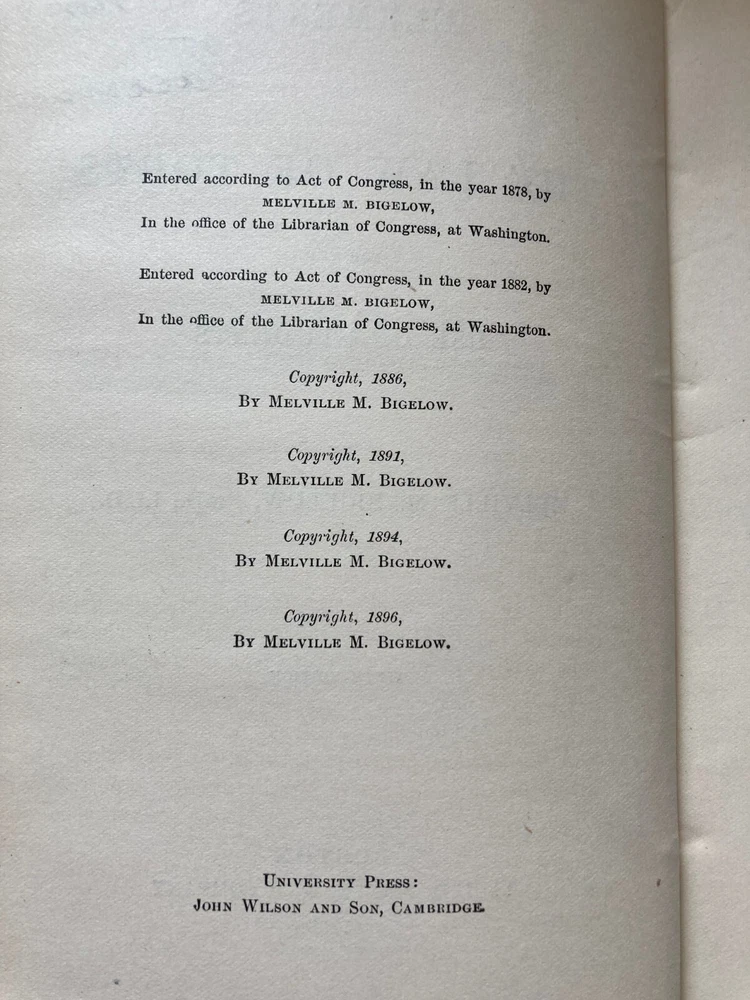 Entered according to Act of Congress, in the year 1878, by
MELVILLE M. BIGELOW,
In the office of the Librarian of Congress, at Washington.
Entered according to Act of Congress, in the year 1882, by
MELVILLE M. BIGELOW,
In the office of the Librarian of Congress, at Washington.
Copyright, 1886,
BY MELVILLE M. BIGELOW.
Copyright, 1891,
BY MELVILLE M. BIGELOW.
Copyright, 1894,
BY MELVILLE M. BIGELOW.
Copyright, 1896,
BY MELVILLE M. BIGELOW.
UNIVERSITY PRESS:
JOHN WILSON AND SON, CAMBRIDGE.